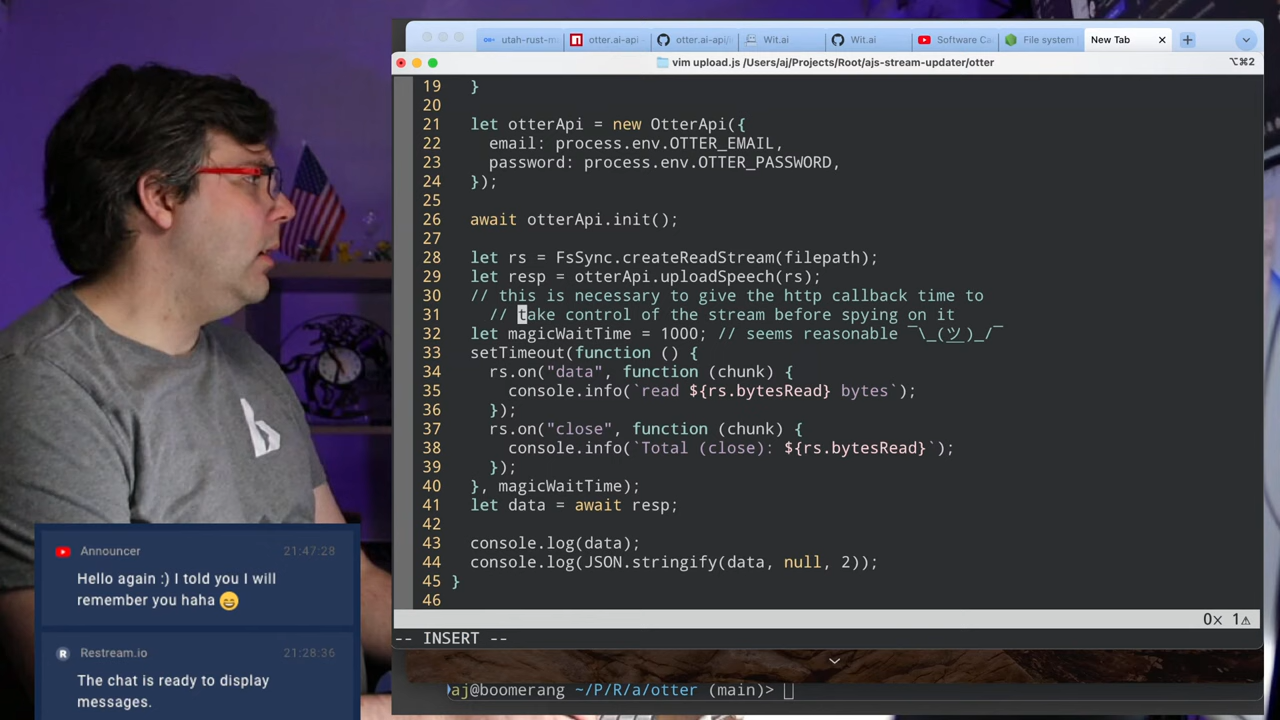 utah-rust-m
otter.ai-api -
otter.ai-api/
Wit.ai
Wit.ai
Software Ca
File system
New Tab
vim upload.js /Users/aj/Projects/Root/ajs-stream-updater/otter
⌥⌘2
19 }
20
21 let otterApi = new OtterApi({
22 email: process.env.OTTER_EMAIL,
23 password: process.env.OTTER_PASSWORD,
24 });
25
26 await otterApi.init();
27
28 let rs = FsSync.createReadStream(filepath);
29 let resp = otterApi.uploadSpeech(rs);
30 // this is necessary to give the http callback time to
31 // take control of the stream before spying on it
32 let magicWaitTime = 1000; // seems reasonable ¯\_(ツ)_/¯
33 setTimeout(function () {
34 rs.on("data", function (chunk) {
35 console.info(`read ${rs.bytesRead} bytes`);
36 });
37 rs.on("close", function (chunk) {
38 console.info(`Total (close): ${rs.bytesRead}`);
39 });
40 }, magicWaitTime);
41 let data = await resp;
42
43 console.log(data);
44 console.log(JSON.stringify(data, null, 2));
45 }
46
0× 1⚠
-- INSERT --
aj@boomerang ~/P/R/a/otter (main)>
Announcer 21:47:28
Hello again :) I told you I will
remember you haha 😄
R Restream.io 21:28:36
The chat is ready to display
messages.